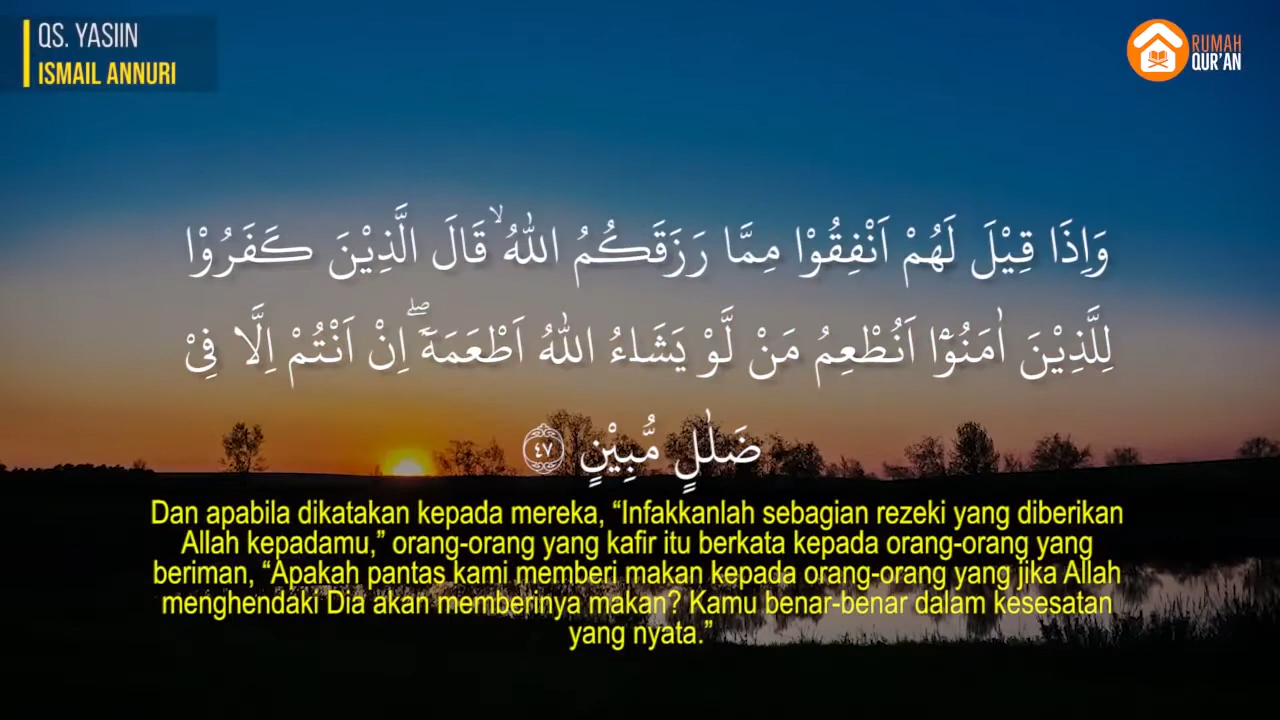 QS. YASIIN
ISMAIL ANNURI
RUMAH
QUR'AN
وَاِذَا قِيْلَ لَهُمْ اَنْفِقُوْا مِمَّا رَزَقَكُمُ اللّٰهُ ۙقَالَ الَّذِيْنَ كَفَرُوْا
لِلَّذِيْنَ اٰمَنُوْٓا اَنُطْعِمُ مَنْ لَّوْ يَشَاۤءُ اللّٰهُ اَطْعَمَهٗٓ ۖاِنْ اَنْتُمْ اِلَّا فِيْ
ضَلٰلٍ مُّبِيْنٍ ٤٧
Dan apabila dikatakan kepada mereka, “Infakkanlah sebagian rezeki yang diberikan
Allah kepadamu,” orang-orang yang kafir itu berkata kepada orang-orang yang
beriman, “Apakah pantas kami memberi makan kepada orang-orang yang jika Allah
menghendaki Dia akan memberinya makan? Kamu benar-benar dalam kesesatan
yang nyata.”